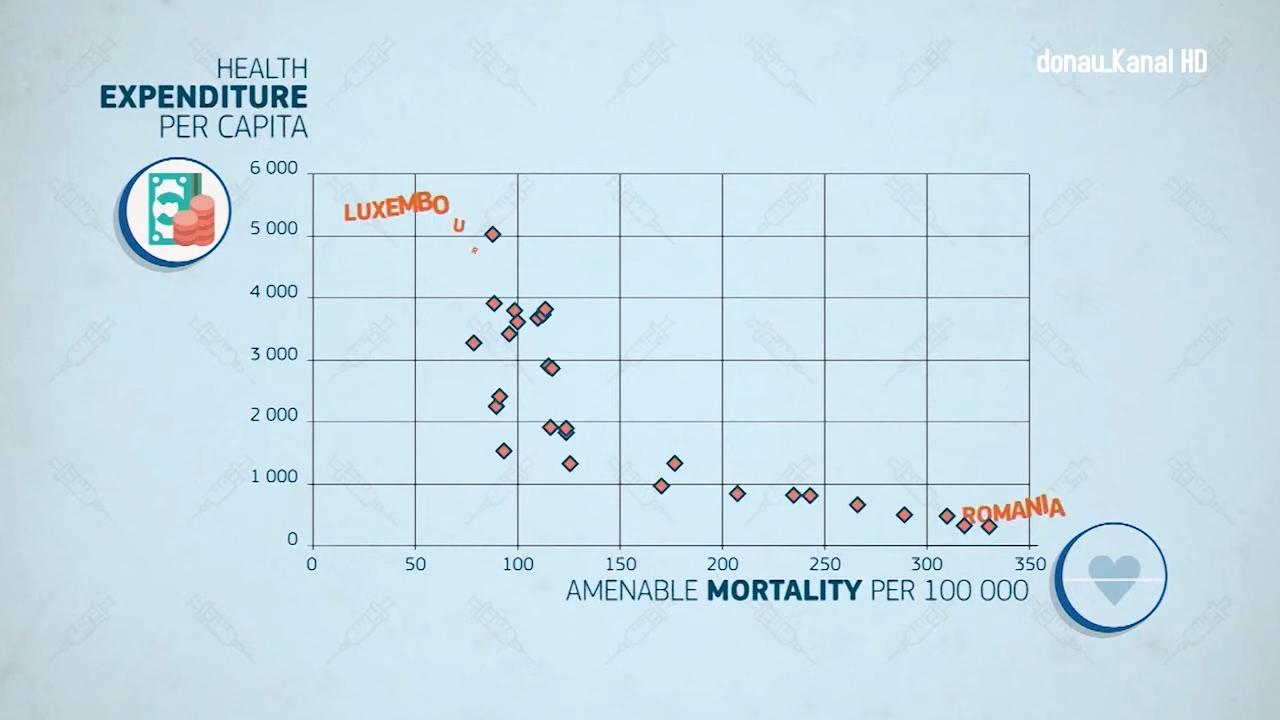 donau_Kanal HD
HEALTH
EXPENDITURE
PER CAPITA
6 000
LUXEMBO
U
R
5 000
4 000
3 000
2 000
1 000
ROMANIA
0
0 50 100 150 200 250 300 350
AMENABLE MORTALITY PER 100 000